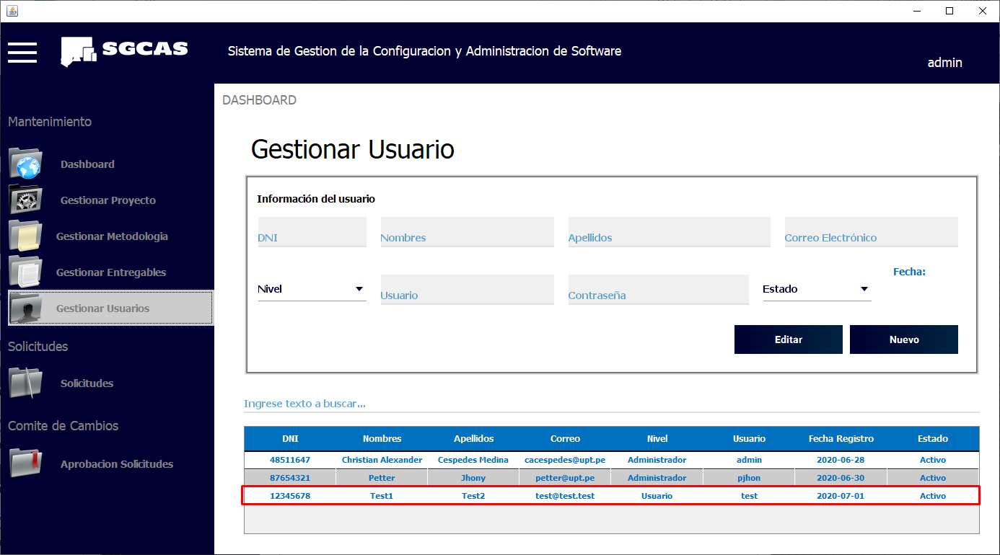 SGCAS
Sistema de Gestion de la Configuracion y Administracion de Software
admin
DASHBOARD
Mantenimiento
Dashboard
Gestionar Proyecto
Gestionar Metodologia
Gestionar Entregables
Gestionar Usuarios
Solicitudes
Solicitudes
Comite de Cambios
Aprobacion Solicitudes
Gestionar Usuario
Información del usuario
DNI Nombres Apellidos Correo Electrónico
Fecha:
Nivel Usuario Contraseña Estado
Editar Nuevo
Ingrese texto a buscar...
DNI Nombres Apellidos Correo Nivel Usuario Fecha Registro Estado
48511647 Christian Alexander Cespedes Medina cacespedes@upt.pe Administrador admin 2020-06-28 Activo
87654321 Petter Jhony petter@upt.pe Administrador pjhon 2020-06-30 Activo
12345678 Test1 Test2 test@test.test Usuario test 2020-07-01 Activo